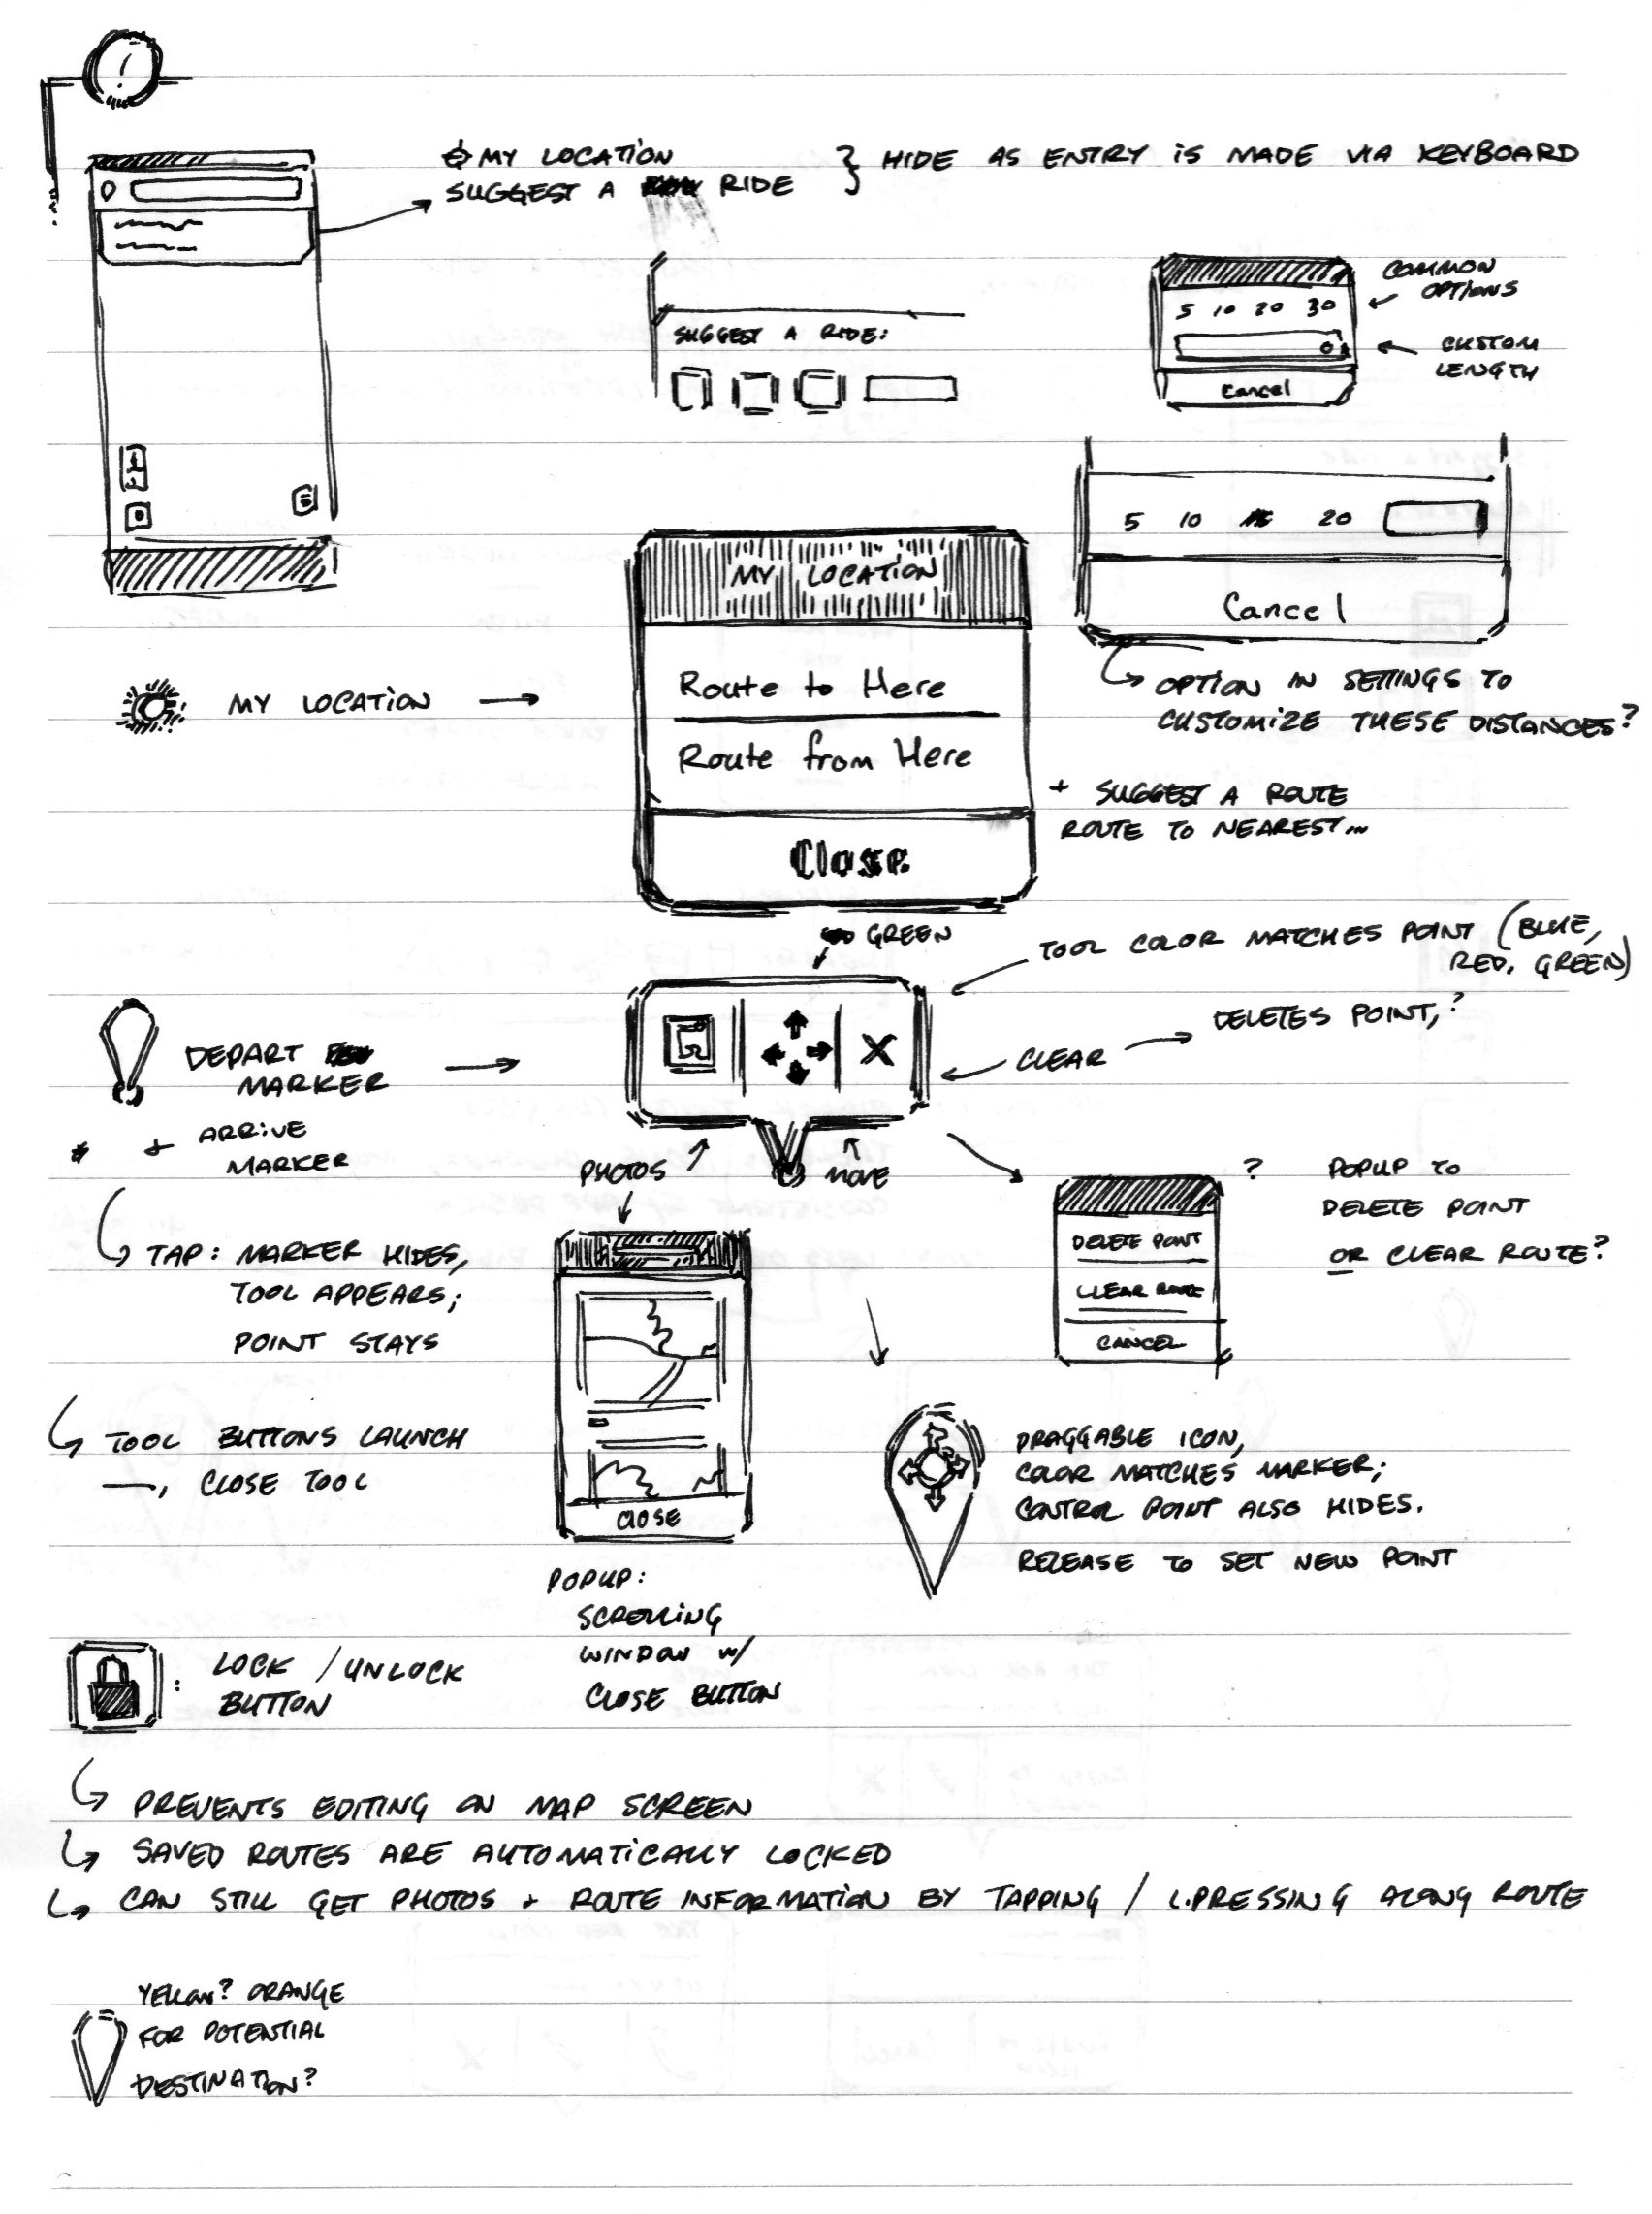 MY LOCATION
SUGGEST A RIDE
} HIDE AS ENTRY IS MADE VIA KEYBOARD
SUGGEST A RIDE:
5 10 20 30
Cancel
COMMON
OPTIONS
CUSTOM
LENGTH
5 10 20
Cancel
OPTION IN SETTINGS TO
CUSTOMIZE THESE DISTANCES?
MY LOCATION
MY LOCATION
Route to Here
Route from Here
Close
+ SUGGEST A ROUTE
ROUTE TO NEAREST...
GREEN
TOOL COLOR MATCHES POINT (BLUE,
RED, GREEN)
DELETES POINT,?
CLEAR
DEPART
MARKER
* + ARRIVE
MARKER
PHOTOS
MOVE
TAP: MARKER HIDES,
TOOL APPEARS;
POINT STAYS
TOOL BUTTONS LAUNCH
—, CLOSE TOOL
?
DELETE POINT
CLEAR ROUTE
CANCEL
POPUP TO
DELETE POINT
OR CLEAR ROUTE?
CLOSE
POPUP:
SCROLLING
WINDOW W/
CLOSE BUTTON
DRAGGABLE ICON,
COLOR MATCHES MARKER;
CONTROL POINT ALSO HIDES.
RELEASE TO SET NEW POINT
: LOCK / UNLOCK
BUTTON
PREVENTS EDITING ON MAP SCREEN
SAVED ROUTES ARE AUTOMATICALLY LOCKED
CAN STILL GET PHOTOS + ROUTE INFORMATION BY TAPPING / L.PRESSING ALONG ROUTE
YELLOW? ORANGE
FOR POTENTIAL
DESTINATION?